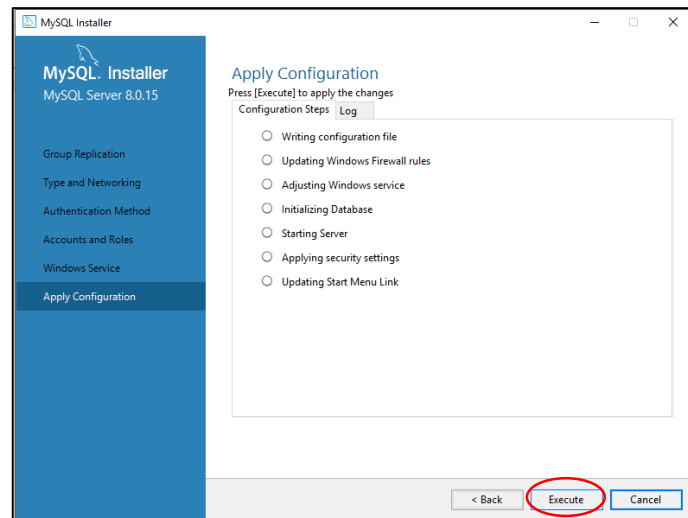 MySQL Installer
MySQL. Installer
MySQL Server 8.0.15
Group Replication
Type and Networking
Authentication Method
Accounts and Roles
Windows Service
Apply Configuration
Apply Configuration
Press [Execute] to apply the changes
Configuration Steps Log
Writing configuration file
Updating Windows Firewall rules
Adjusting Windows service
Initializing Database
Starting Server
Applying security settings
Updating Start Menu Link
< Back Execute Cancel